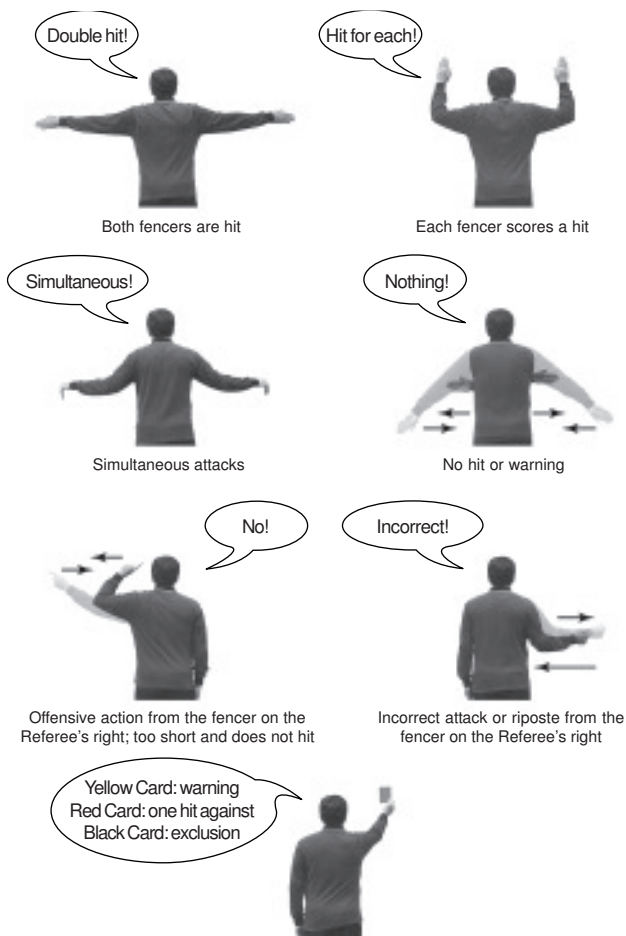 Double hit!
Hit for each!
Both fencers are hit
Each fencer scores a hit
Simultaneous!
Nothing!
Simultaneous attacks
No hit or warning
No!
Incorrect!
Offensive action from the fencer on the
Referee's right; too short and does not hit
Incorrect attack or riposte from the
fencer on the Referee's right
Yellow Card: warning
Red Card: one hit against
Black Card: exclusion